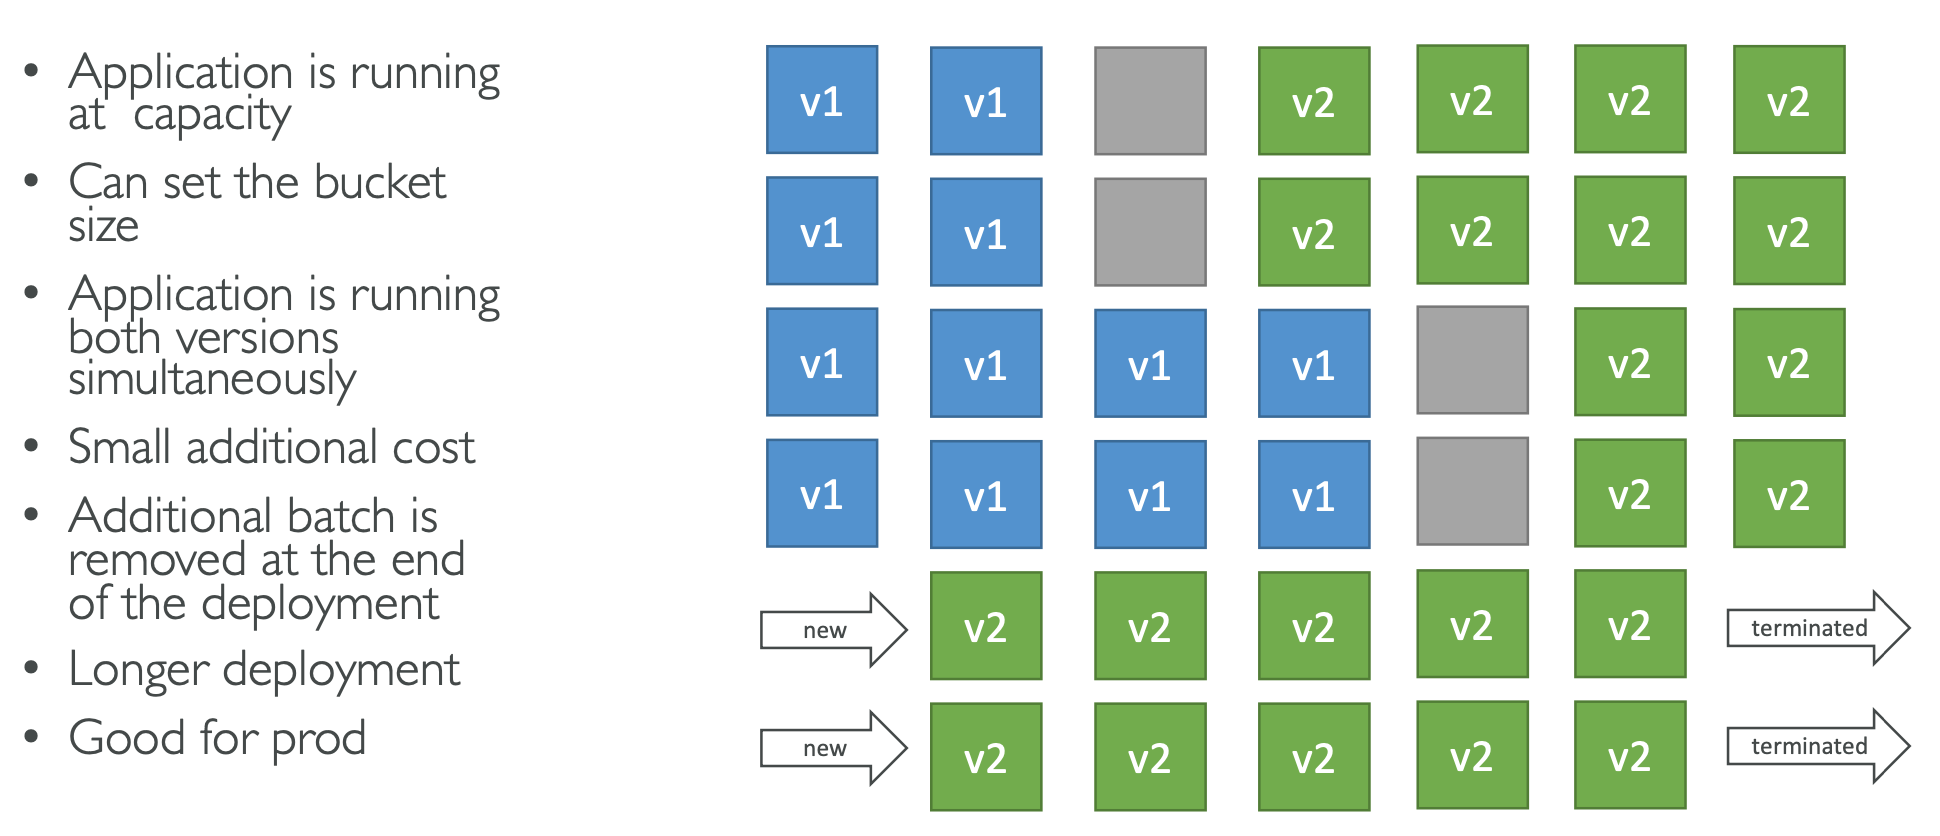 • Application is running
at capacity
• Can set the bucket
size
• Application is running
both versions
simultaneously
• Small additional cost
• Additional batch is
removed at the end
of the deployment
• Longer deployment
• Good for prod
v1 v1 v2 v2 v2 v2
v1 v1 v2 v2 v2 v2
v1 v1 v1 v1 v2 v2
v1 v1 v1 v1 v2 v2
new v2 v2 v2 v2 v2 terminated
new v2 v2 v2 v2 v2 terminated